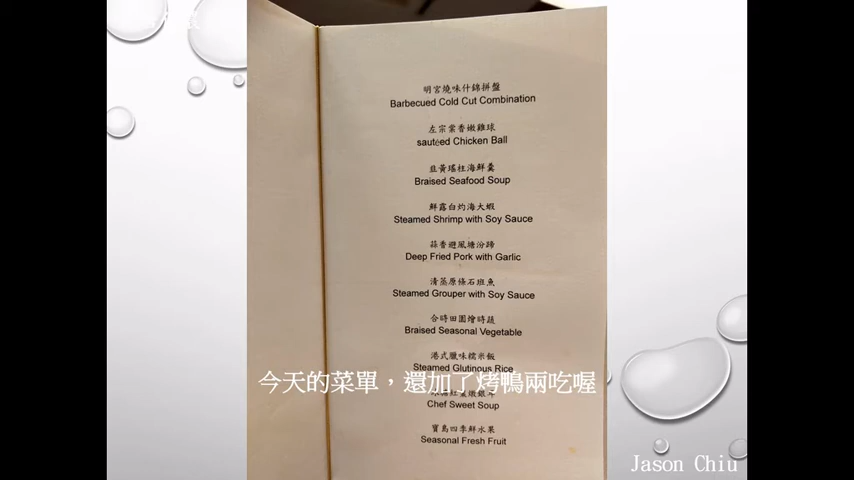 明宮燒味什錦拼盤
Barbecued Cold Cut Combination
左宗棠香嫩雞球
sautéed Chicken Ball
韭黃瑤柱海鮮羹
Braised Seafood Soup
鮮露白灼海大蝦
Steamed Shrimp with Soy Sauce
蒜香避風塘汾蹄
Deep Fried Pork with Garlic
清蒸原條石班魚
Steamed Grouper with Soy Sauce
合時田園燴時蔬
Braised Seasonal Vegetable
港式臘味糯米飯
Steamed Glutinous Rice
今天的菜單，還加了烤鴨兩吃喔
Chef Sweet Soup
寶島四季鮮水果
Seasonal Fresh Fruit
Jason Chiu